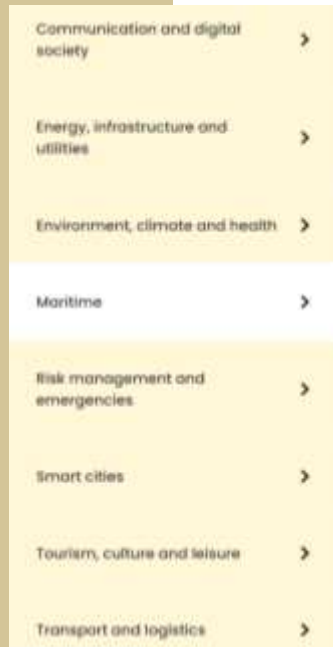 Communication and digital
society
Energy, infrastructure and
utilities
Environment, climate and health
Maritime
Risk management and
emergencies
Smart cities
Tourism, culture and leisure
Transport and logistics